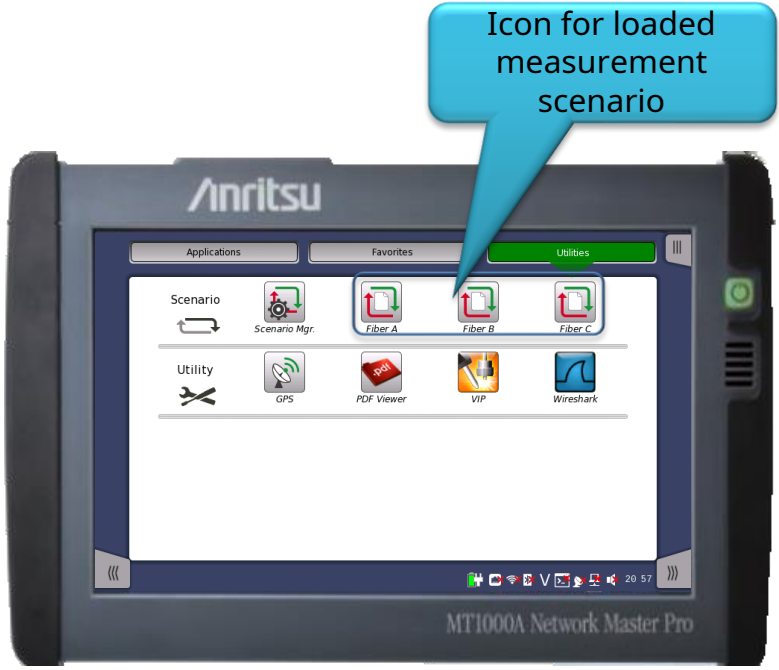 Icon for loaded
measurement
scenario
Anritsu
Applications Favorites Utilities
Scenario
Scenario Mgr. Fiber A Fiber B Fiber C
Utility
.pdf
GPS PDF Viewer VIP Wireshark
V 20 57
MT1000A Network Master Pro